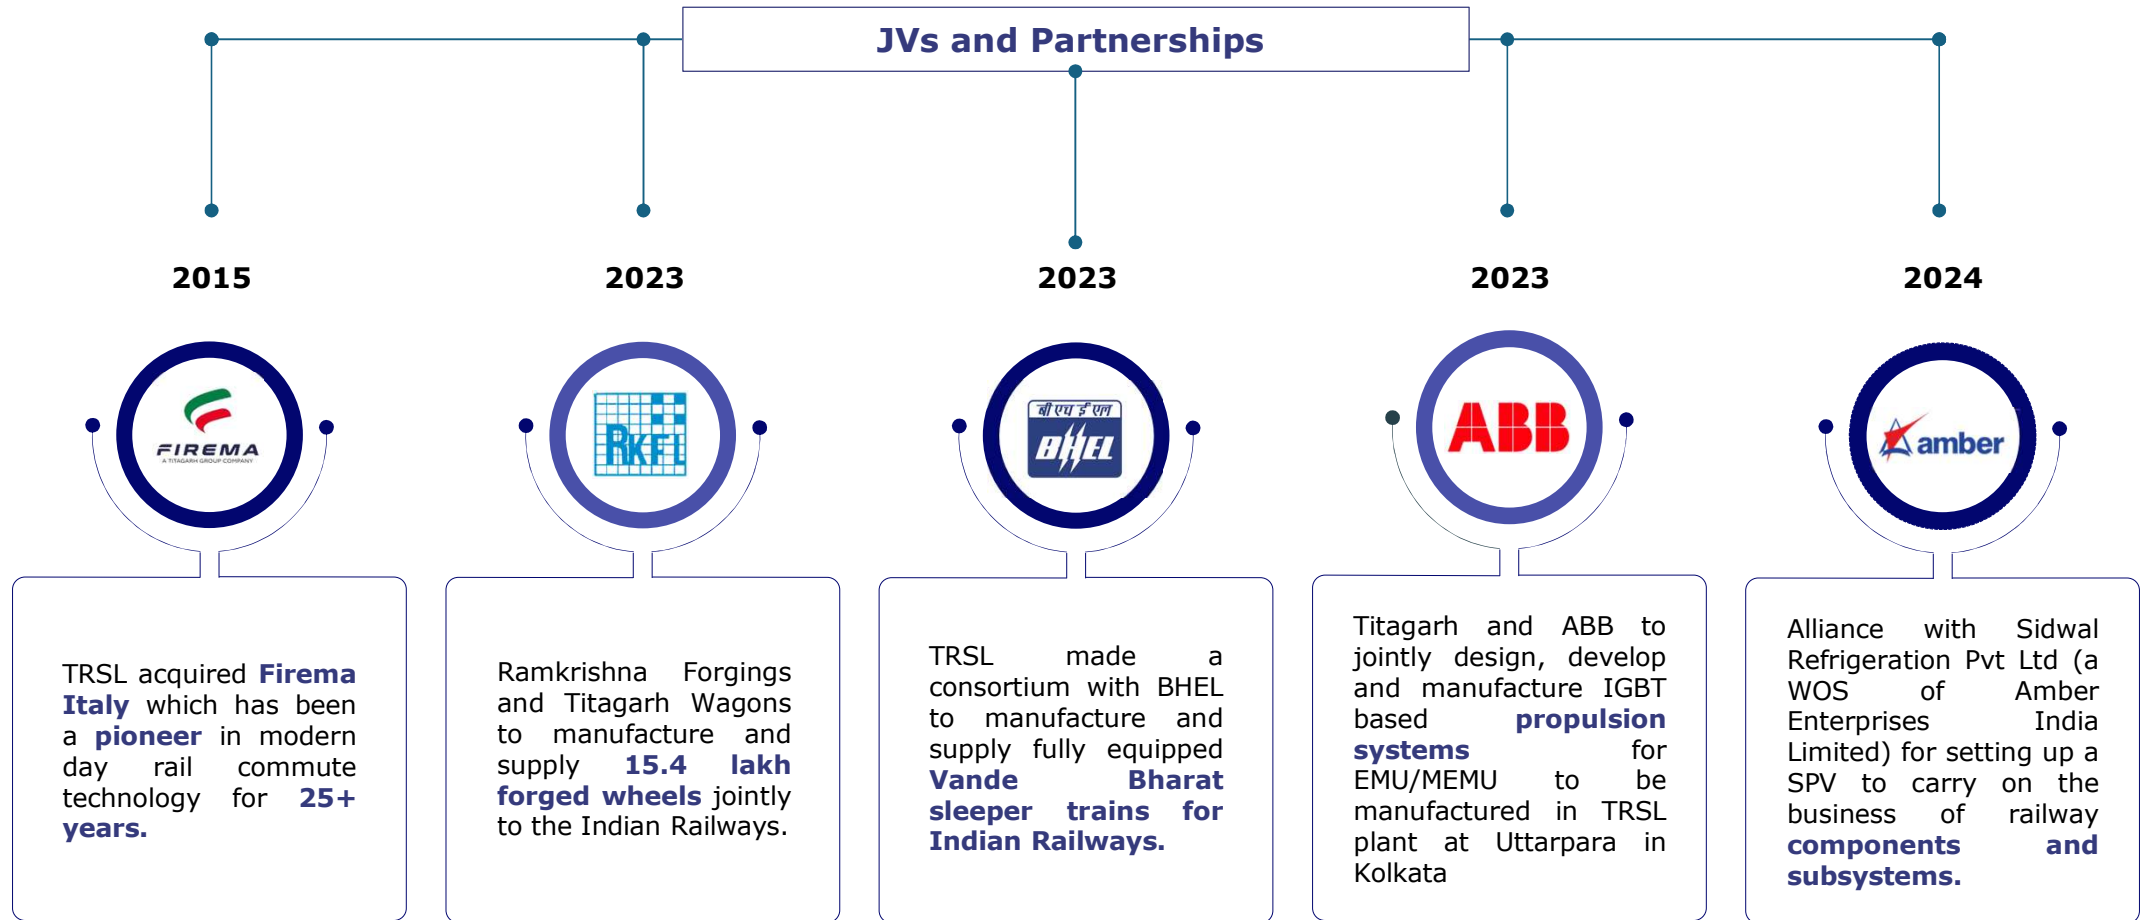 JVs and Partnerships
2015
2023
2023
2023
2024
FIREMA
A TITAGARH GROUP COMPANY
RKFL
बी एच ई एल
BHEL
ABB
amber
TRSL acquired Firema
Italy which has been
a pioneer in modern
day rail commute
technology for 25+
years.
Ramkrishna Forgings
and Titagarh Wagons
to manufacture and
supply 15.4 lakh
forged wheels jointly
to the Indian Railways.
TRSL made a
consortium with BHEL
to manufacture and
supply fully equipped
Vande Bharat
sleeper trains for
Indian Railways.
Titagarh and ABB to
jointly design, develop
and manufacture IGBT
based propulsion
systems for
EMU/MEMU to be
manufactured in TRSL
plant at Uttarpara in
Kolkata
Alliance with Sidwal
Refrigeration Pvt Ltd (a
WOS of Amber
Enterprises India
Limited) for setting up a
SPV to carry on the
business of railway
components and
subsystems.